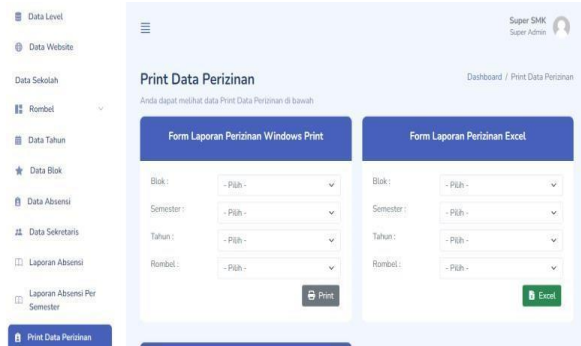 Data Level
Data Website
Data Sekolah
Rombel
Data Tahun
Data Blok
Data Absensi
Data Sekretaris
Laporan Absensi
Laporan Absensi Per
Semester
Print Data Perizinan
Super SMK
Super Admin
Print Data Perizinan
Dashboard / Print Data Perizinan
Anda dapat melihat data Print Data Perizinan di bawah
Form Laporan Perizinan Windows Print
Blok :
- Pilih -
Semester :
- Pilih -
Tahun :
- Pilih -
Rombel :
- Pilih -
Print
Form Laporan Perizinan Excel
Blok :
- Pilih -
Semester :
- Pilih -
Tahun :
- Pilih -
Rombel :
- Pilih -
Excel